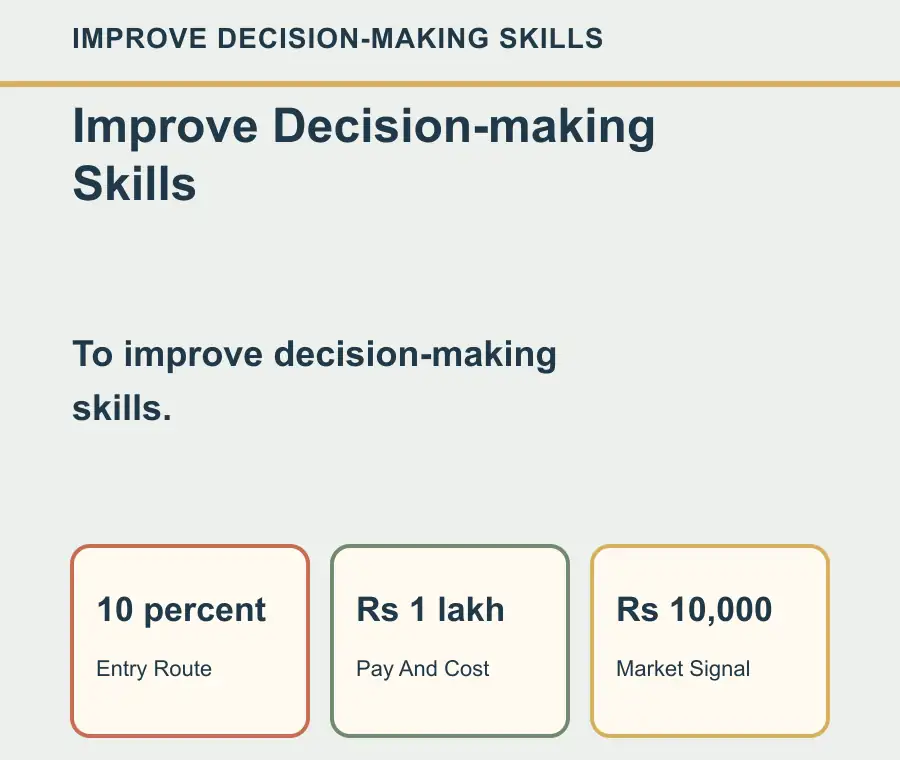 IMPROVE DECISION-MAKING SKILLS
Improve Decision-making
Skills
To improve decision-making
skills.
10 percent
Entry Route
Rs 1 lakh
Pay And Cost
Rs 10,000
Market Signal